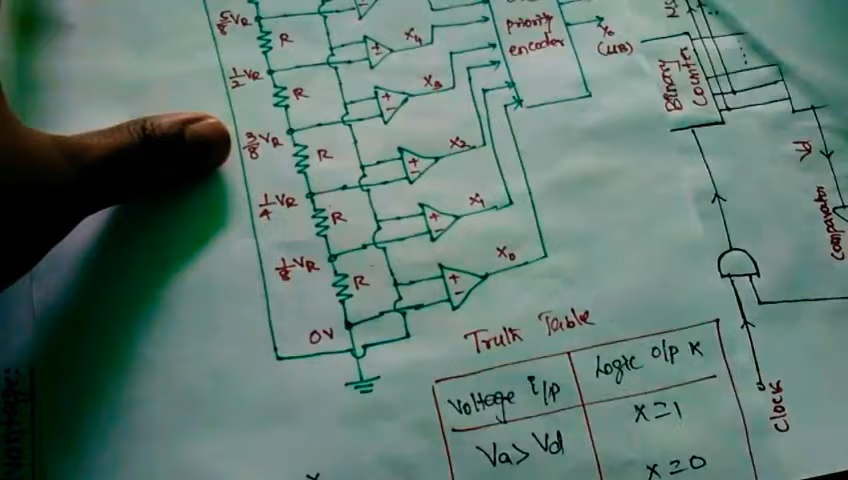 5/8 VR
R
X4
priority
encoder
X0
(LSB)
1/2 VR
R
X3
Binary
Counter
3/8 VR
R
X2
Vd
1/4 VR
R
X1
comparator
1/8 VR
R
X0
0V
Truth Table
Voltage i/p
Logic o/p X
Va > Vd
X=1
X=0
Clock